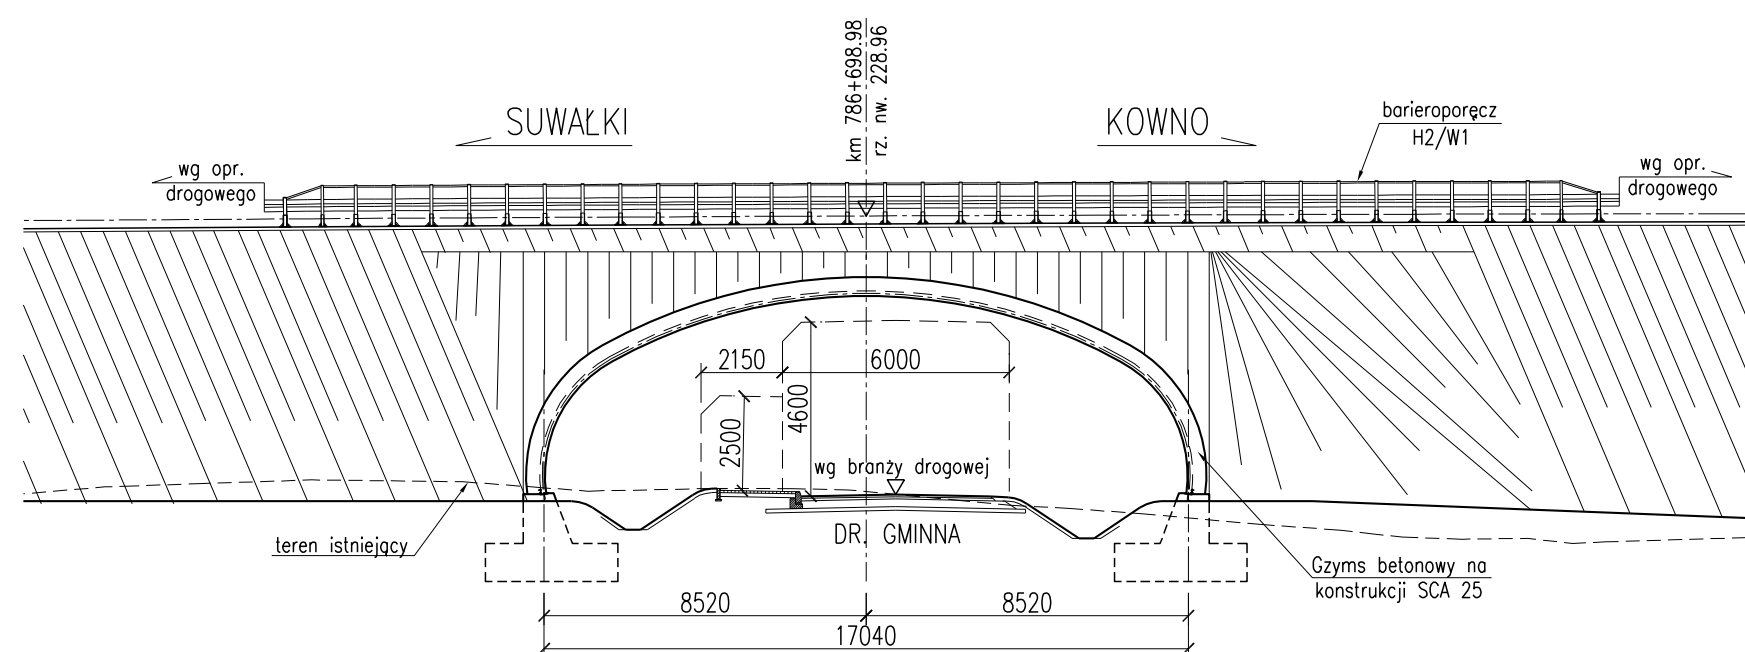 km 786+698.98
rz. nw. 228.96
SUWAŁKI
KOWNO
barieroporęcz
H2/W1
wg opr.
drogowego
wg opr.
drogowego
2150
6000
4600
2500
wg branży drogowej
DR. GMINNA
teren istniejący
Gzyms betonowy na
konstrukcji SCA 25
8520
8520
17040